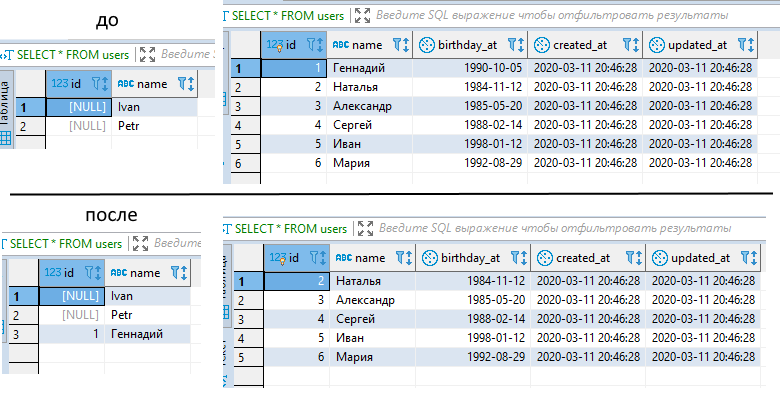 до
SELECT * FROM users Введите SQL
id name
1 [NULL] Ivan
2 [NULL] Petr
Таблица
SELECT * FROM users Введите SQL выражение чтобы отфильтровать результаты
123 id ABC name birthday_at created_at updated_at
1 1 Геннадий 1990-10-05 2020-03-11 20:46:28 2020-03-11 20:46:28
2 2 Наталья 1984-11-12 2020-03-11 20:46:28 2020-03-11 20:46:28
3 3 Александр 1985-05-20 2020-03-11 20:46:28 2020-03-11 20:46:28
4 4 Сергей 1988-02-14 2020-03-11 20:46:28 2020-03-11 20:46:28
5 5 Иван 1998-01-12 2020-03-11 20:46:28 2020-03-11 20:46:28
6 6 Мария 1992-08-29 2020-03-11 20:46:28 2020-03-11 20:46:28
после
SELECT * FROM users Введите
123 id ABC name
1 [NULL] Ivan
2 [NULL] Petr
3 1 Геннадий
SELECT * FROM users Введите SQL выражение чтобы отфильтровать результаты
123 id ABC name birthday_at created_at updated_at
1 2 Наталья 1984-11-12 2020-03-11 20:46:28 2020-03-11 20:46:28
2 3 Александр 1985-05-20 2020-03-11 20:46:28 2020-03-11 20:46:28
3 4 Сергей 1988-02-14 2020-03-11 20:46:28 2020-03-11 20:46:28
4 5 Иван 1998-01-12 2020-03-11 20:46:28 2020-03-11 20:46:28
5 6 Мария 1992-08-29 2020-03-11 20:46:28 2020-03-11 20:46:28